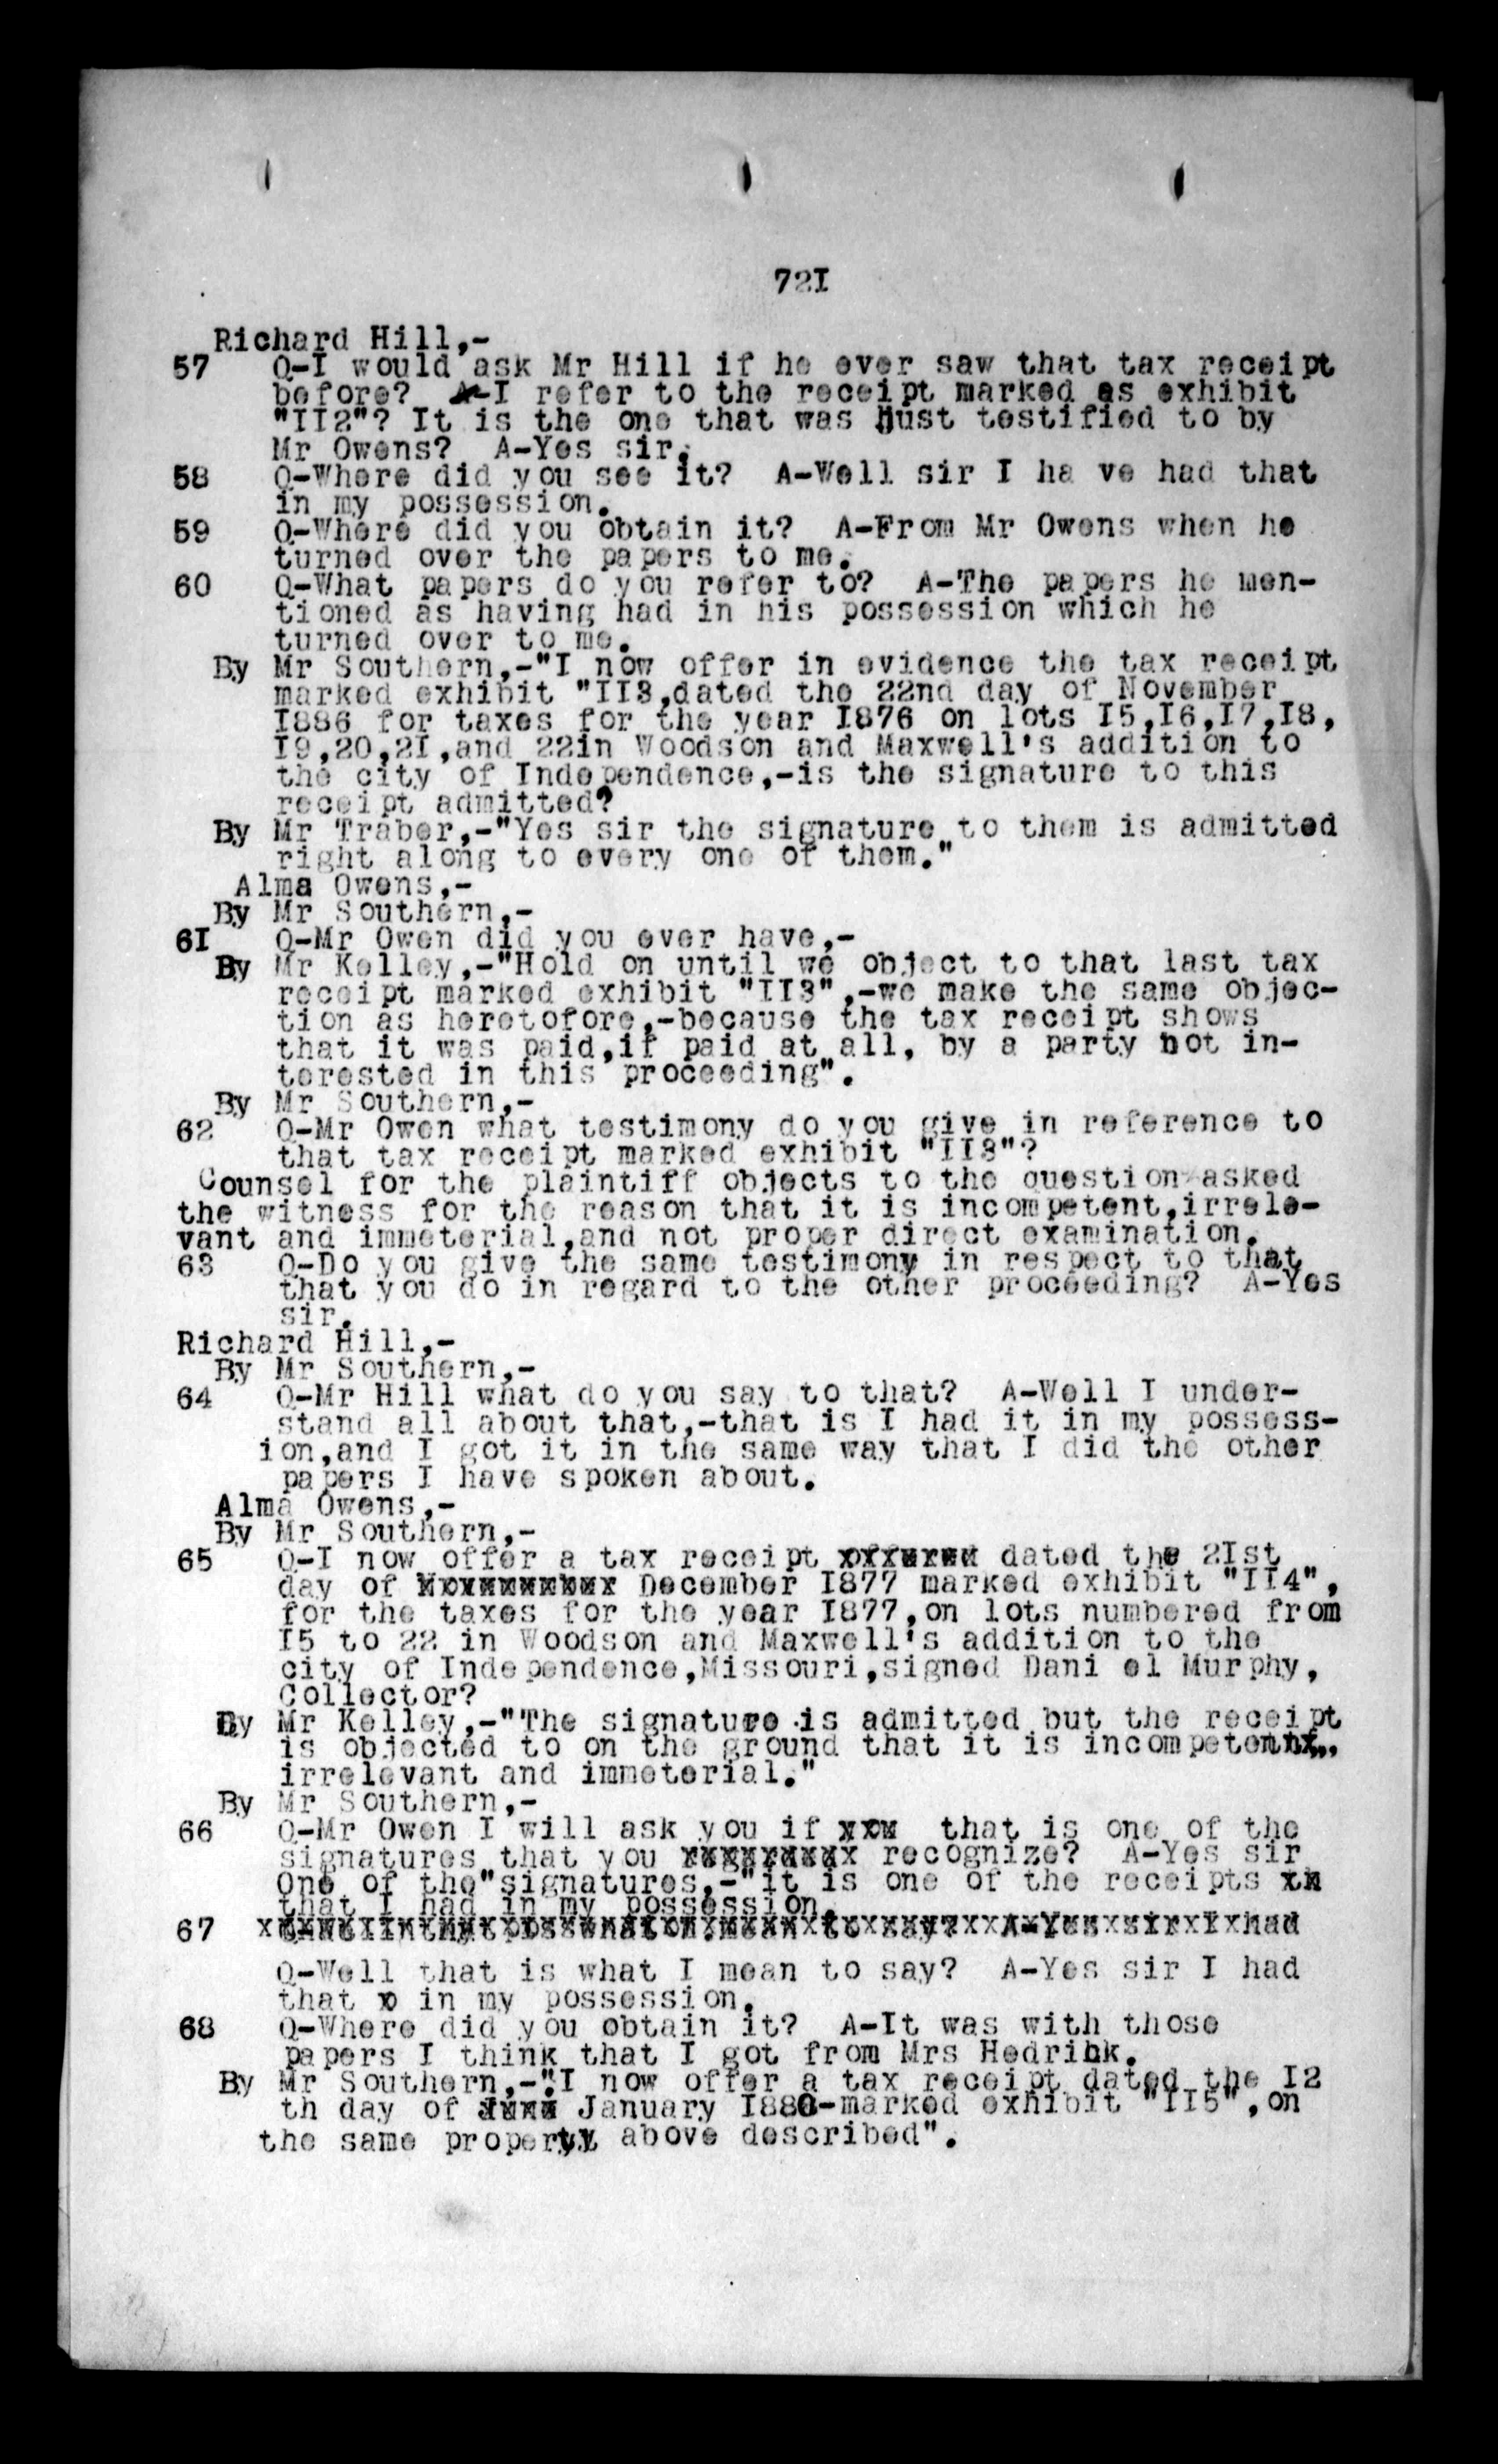 72I
Richard Hill,-
57 Q-I would ask Mr Hill if he ever saw that tax receipt
before? A-I refer to the receipt marked as exhibit
"II2"? It is the one that was just testified to by
Mr Owens? A-Yes sir.
58 Q-Where did you see it? A-Well sir I ha ve had that
in my possession.
59 Q-Where did you obtain it? A-From Mr Owens when he
turned over the papers to me.
60 Q-What papers do you refer to? A-The papers he men-
tioned as having had in his possession which he
turned over to me.
By Mr Southern,-"I now offer in evidence the tax receipt
marked exhibit "II3,dated the 22nd day of November
I886 for taxes for the year I876 on lots I5,I6,I7,I8,
I9,20,2I,and 22in Woodson and Maxwell's addition to
the city of Independence,-is the signature to this
receipt admitted?
By Mr Traber,-"Yes sir the signature to them is admitted
right along to every one of them."
Alma Owens,-
By Mr Southern,-
6I Q-Mr Owen did you ever have,-
By Mr Kelley,-"Hold on until we object to that last tax
receipt marked exhibit "II3",-we make the same objec-
tion as heretofore,-because the tax receipt shows
that it was paid,if paid at all, by a party not in-
terested in this proceeding".
By Mr Southern,-
62 Q-Mr Owen what testimony do you give in reference to
that tax receipt marked exhibit "II3"?
Counsel for the plaintiff objects to the question asked
the witness for the reason that it is incompetent,irrele-
vant and immeterial,and not proper direct examination.
63 Q-Do you give the same testimony in respect to that
that you do in regard to the other proceeding? A-Yes
sir.
Richard Hill,-
By Mr Southern,-
64 Q-Mr Hill what do you say to that? A-Well I under-
stand all about that,-that is I had it in my possess-
ion,and I got it in the same way that I did the other
papers I have spoken about.
Alma Owens,-
By Mr Southern,-
65 Q-I now offer a tax receipt dated the 2Ist
day of December I877 marked exhibit "II4",
for the taxes for the year I877,on lots numbered from
I5 to 22 in Woodson and Maxwell's addition to the
city of Independence,Missouri,signed Dani el Murphy,
Collector?
By Mr Kelley,-"The signature is admitted but the receipt
is objected to on the ground that it is incompetent,
irrelevant and immeterial."
By Mr Southern,-
66 Q-Mr Owen I will ask you if that is one of the
signatures that you recognize? A-Yes sir
One of the"signatures,-"it is one of the receipts
that I had in my possession.
67
Q-Well that is what I mean to say? A-Yes sir I had
that in my possession.
68 Q-Where did you obtain it? A-It was with those
papers I think that I got from Mrs Hedrick.
By Mr Southern,-"I now offer a tax receipt dated the I2
th day of January I880-marked exhibit "II5",on
the same property above described".